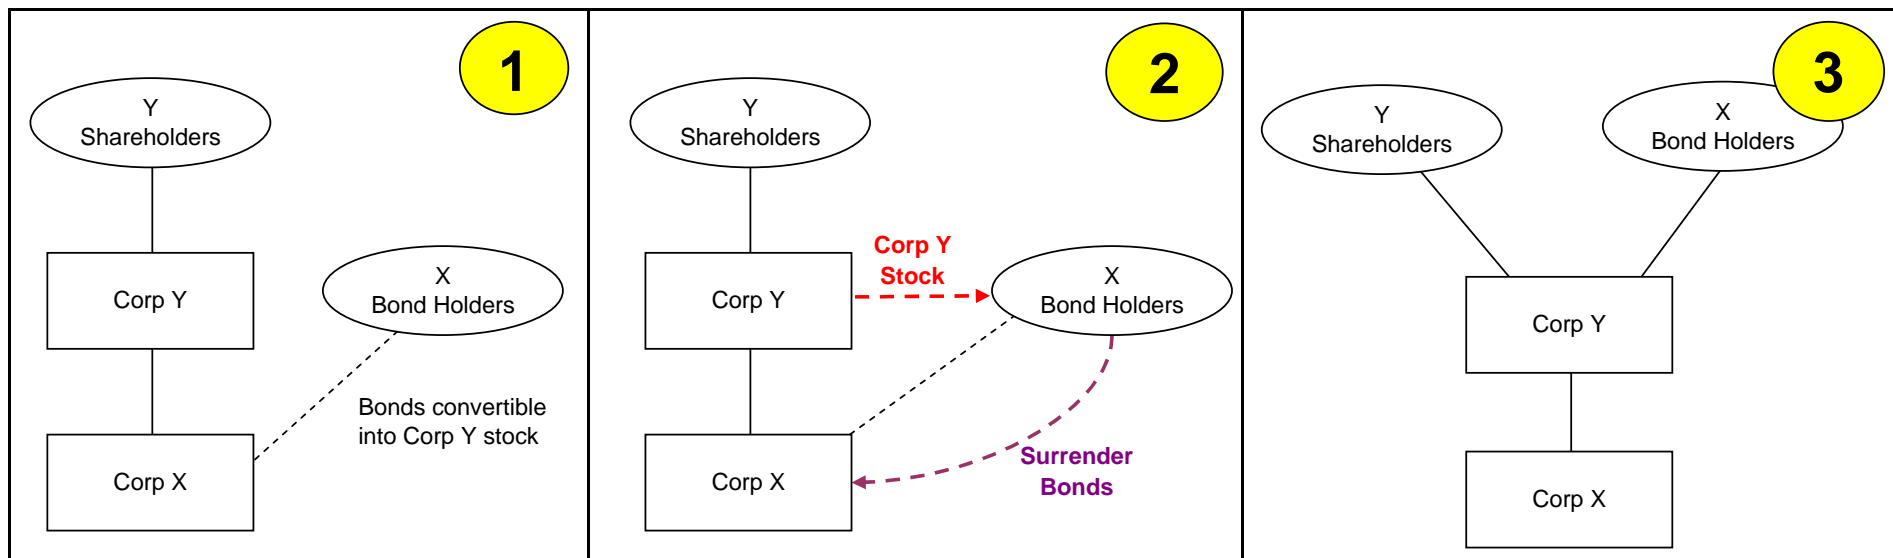 1
Y
Shareholders
Corp Y
X
Bond Holders
Bonds convertible
into Corp Y stock
Corp X
2
Y
Shareholders
Corp Y
Stock
Corp Y
X
Bond Holders
Surrender
Bonds
Corp X
3
Y
Shareholders
X
Bond Holders
Corp Y
Corp X